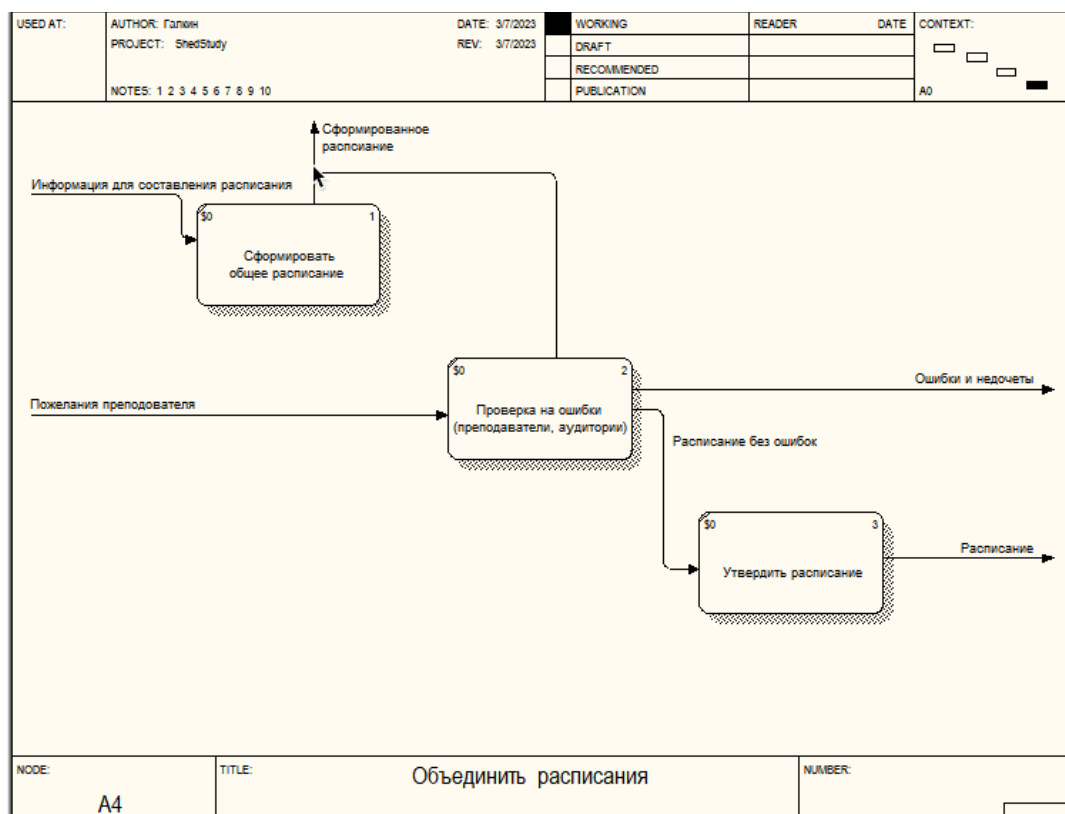 USED AT:
AUTHOR: Галкин
DATE: 3/7/2023
PROJECT: ShedStudy
REV: 3/7/2023
NOTES: 1 2 3 4 5 6 7 8 9 10
WORKING
READER
DATE
DRAFT
RECOMMENDED
PUBLICATION
CONTEXT:
A0
Сформированное
распсиание
Информация для составления расписания
$0
1
Сформировать
общее расписание
$0
2
Проверка на ошибки
(преподаватели, аудитории)
Ошибки и недочеты
Пожелания преподователя
Расписание без ошибок
$0
3
Утвердить расписание
Расписание
NODE:
A4
TITLE:
Объединить расписания
NUMBER: